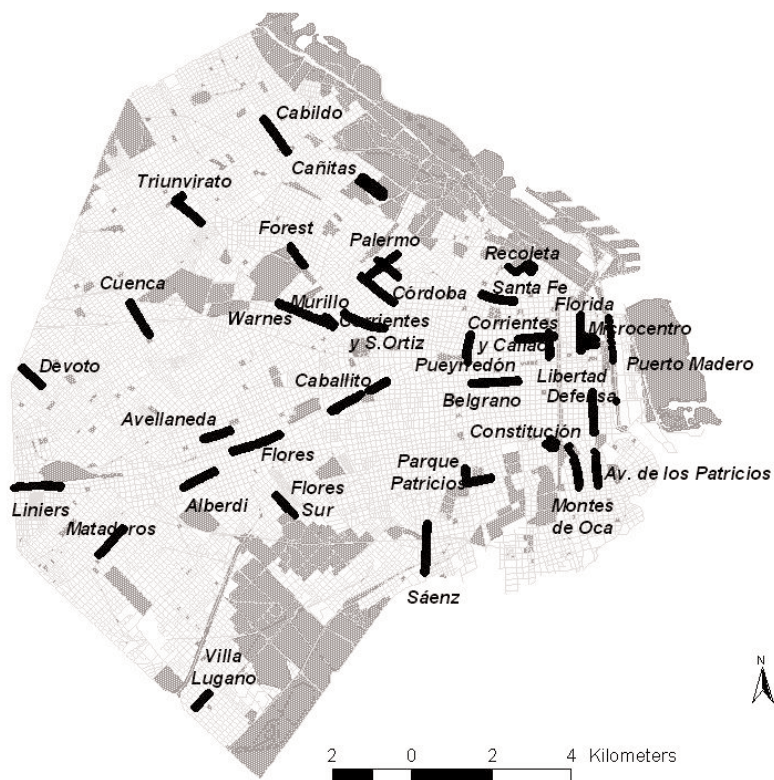 Cabildo
Cañitas
Triunvirato
Forest
Palermo
Recoleta
Cuenca
Santa Fe
Córdoba
Florida
Warnes
Murillo
Corrientes
y S.Ortiz
Corrientes
y Callao
Microcentro
Pueyrredón
Puerto Madero
Devoto
Caballito
Libertad
Belgrano
Defensa
Avellaneda
Constitución
Flores
Parque
Patricios
Av. de los Patricios
Liniers
Alberdi
Flores
Sur
Montes
de Oca
Mataderos
Sáenz
Villa
Lugano
N
2 0 2 4 Kilometers